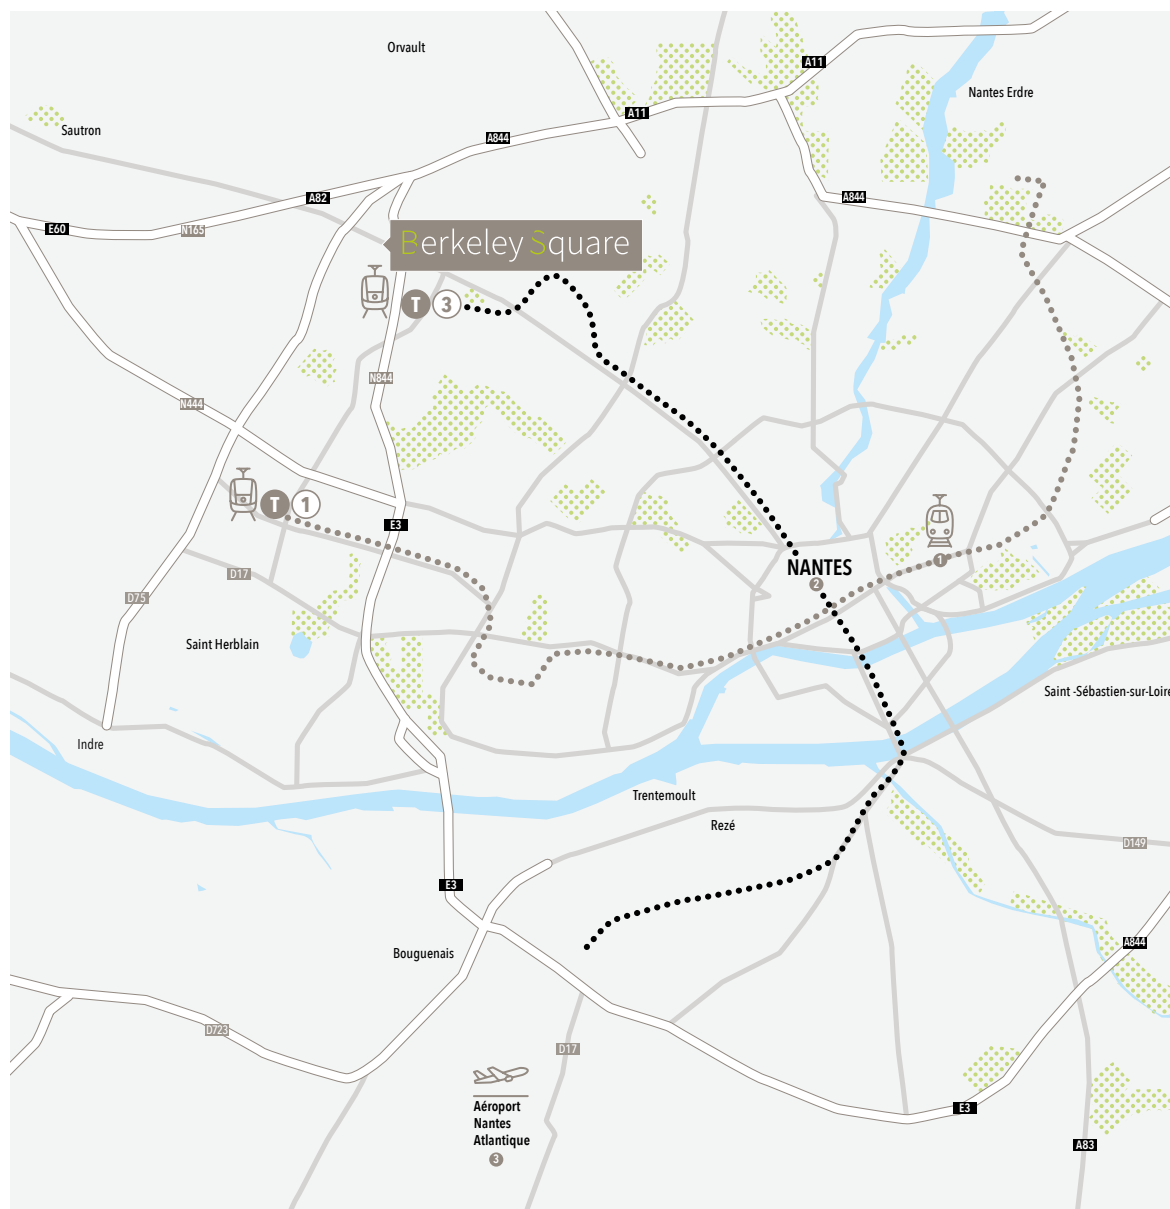 Orvault
A11
Nantes Erdre
A11
Sautron
A844
A82
A844
E60
N165
Berkeley Square
T 3
N844
N444
T 1
E3
NANTES
2
1
D17
D75
Saint Herblain
Saint -Sébastien-sur-Loire
Indre
Trentemoult
Rezé
D149
E3
A844
Bouguenais
D723
D17
Aéroport
Nantes
Atlantique
3
E3
A83